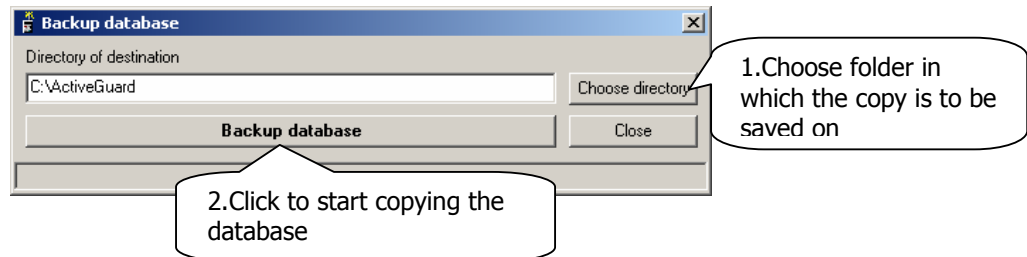 Backup database
Directory of destination
C:\ActiveGuard
Choose directory
Backup database
Close
1.Choose folder in
which the copy is to be
saved on
2.Click to start copying the
database